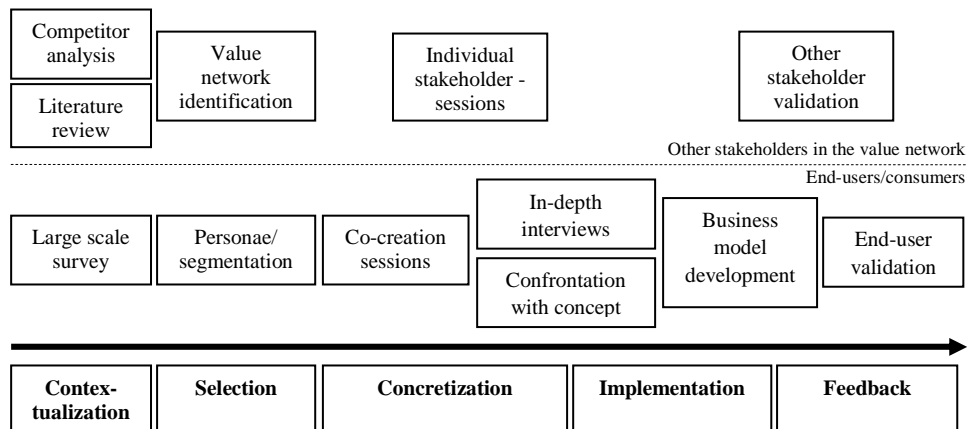 Competitor
analysis
Literature
review
Value
network
identification
Individual
stakeholder -
sessions
Other
stakeholder
validation
Other stakeholders in the value network
End-users/consumers
Large scale
survey
Personae/
segmentation
Co-creation
sessions
In-depth
interviews
Confrontation
with concept
Business
model
development
End-user
validation
Contex-
tualization
Selection
Concretization
Implementation
Feedback